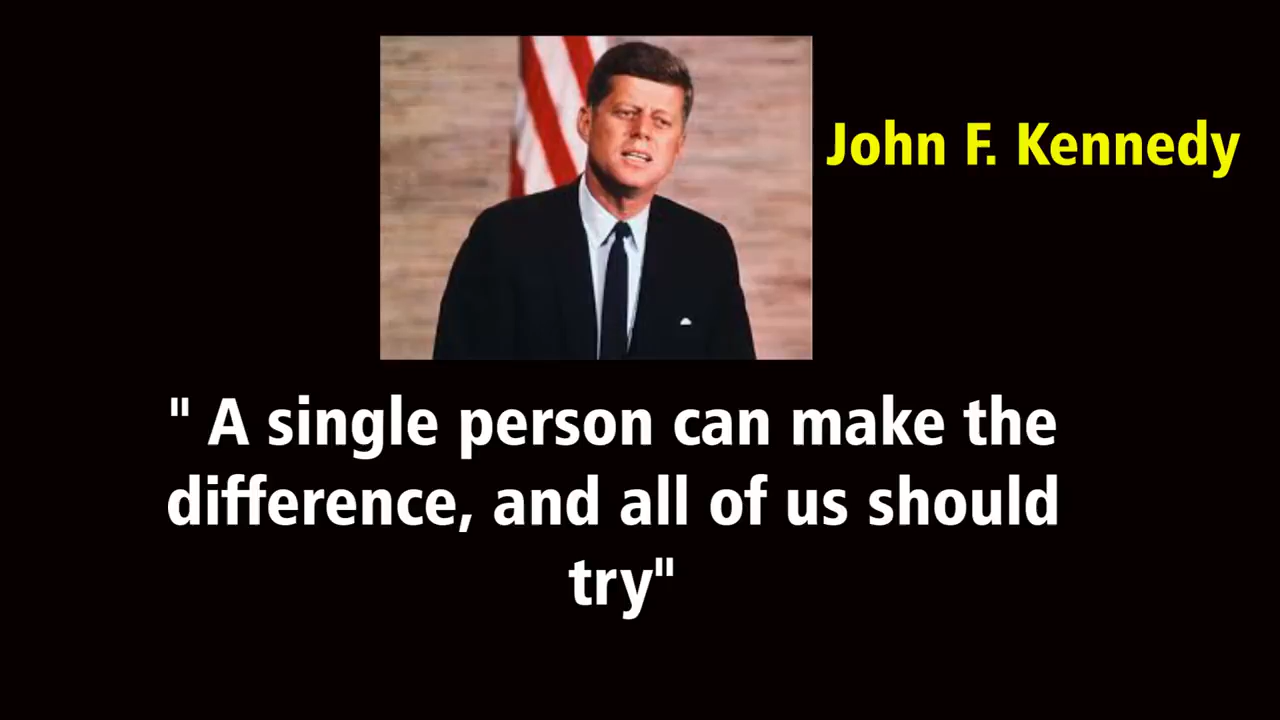 John F. Kennedy
" A single person can make the
difference, and all of us should
try"